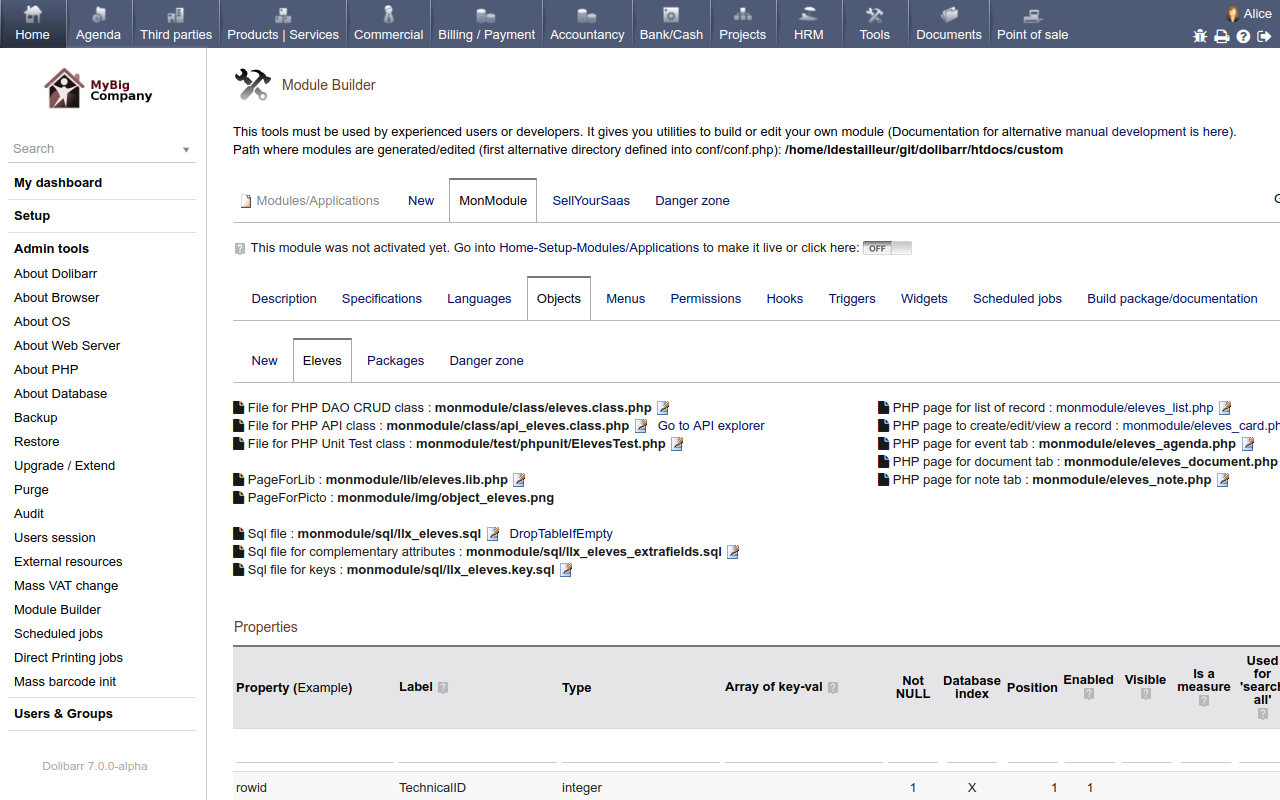 Home
Agenda
Third parties
Products | Services
Commercial
Billing / Payment
Accountancy
Bank/Cash
Projects
HRM
Tools
Documents
Point of sale
Alice
MyBig
Company
Search
My dashboard
Setup
Admin tools
About Dolibarr
About Browser
About OS
About Web Server
About PHP
About Database
Backup
Restore
Upgrade / Extend
Purge
Audit
Users session
External resources
Mass VAT change
Module Builder
Scheduled jobs
Direct Printing jobs
Mass barcode init
Users & Groups
Dolibarr 7.0.0-alpha
Module Builder
This tools must be used by experienced users or developers. It gives you utilities to build or edit your own module (Documentation for alternative manual development is here).
Path where modules are generated/edited (first alternative directory defined into conf/conf.php): /home/ldestailleur/git/dolibarr/htdocs/custom
Modules/Applications New MonModule SellYourSaas Danger zone
This module was not activated yet. Go into Home-Setup-Modules/Applications to make it live or click here: OFF
Description Specifications Languages Objects Menus Permissions Hooks Triggers Widgets Scheduled jobs Build package/documentation
New Eleves Packages Danger zone
File for PHP DAO CRUD class : monmodule/class/eleves.class.php
File for PHP API class : monmodule/class/api_eleves.class.php Go to API explorer
File for PHP Unit Test class : monmodule/test/phpunit/ElevesTest.php
PageForLib : monmodule/lib/eleves.lib.php
PageForPicto : monmodule/img/object_eleves.png
Sql file : monmodule/sql/llx_eleves.sql DropTableIfEmpty
Sql file for complementary attributes : monmodule/sql/llx_eleves_extrafields.sql
Sql file for keys : monmodule/sql/llx_eleves.key.sql
PHP page for list of record : monmodule/eleves_list.php
PHP page to create/edit/view a record : monmodule/eleves_card.ph
PHP page for event tab : monmodule/eleves_agenda.php
PHP page for document tab : monmodule/eleves_document.php
PHP page for note tab : monmodule/eleves_note.php
Properties
Property (Example)
Label
Type
Array of key-val
Not
NULL
Database
index
Position
Enabled
Visible
Is a
measure
Used
for
'search
all'
rowid TechnicalID integer 1 X 1 1